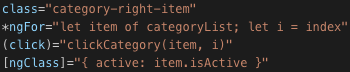 class="category-right-item"
*ngFor="let item of categoryList; let i = index"
(click)="clickCategory(item, i)"
[ngClass]="{ active: item.isActive }"